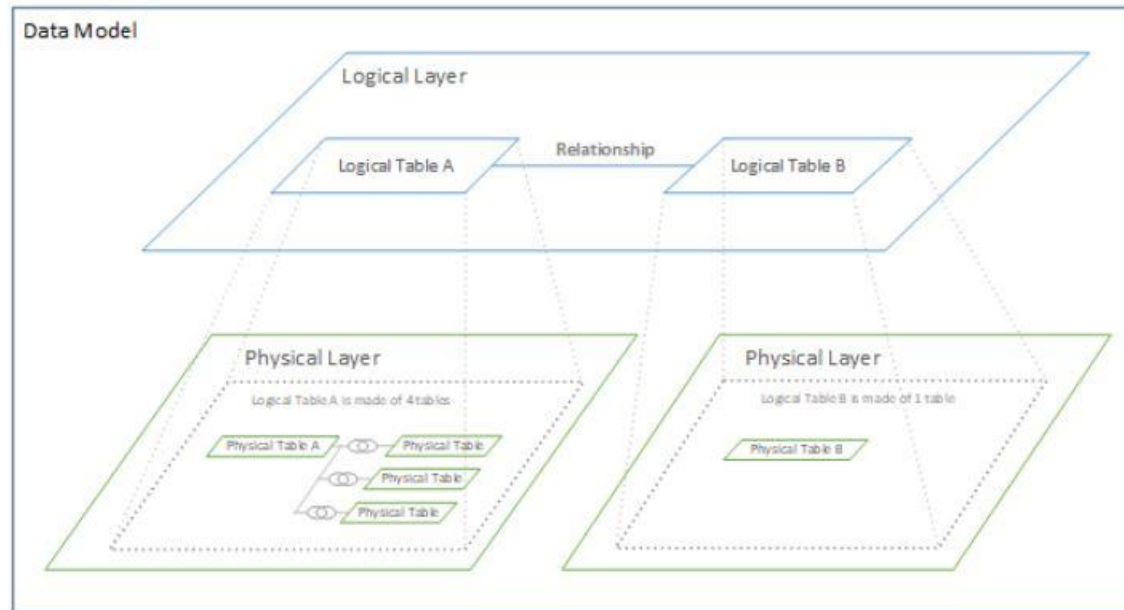 Data Model
Logical Layer
Logical Table A
Relationship
Logical Table B
Physical Layer
Logical Table A is made of 4 tables
Physical Table A
Physical Table
Physical Table
Physical Table
Physical Layer
Logical Table B is made of 1 table
Physical Table B